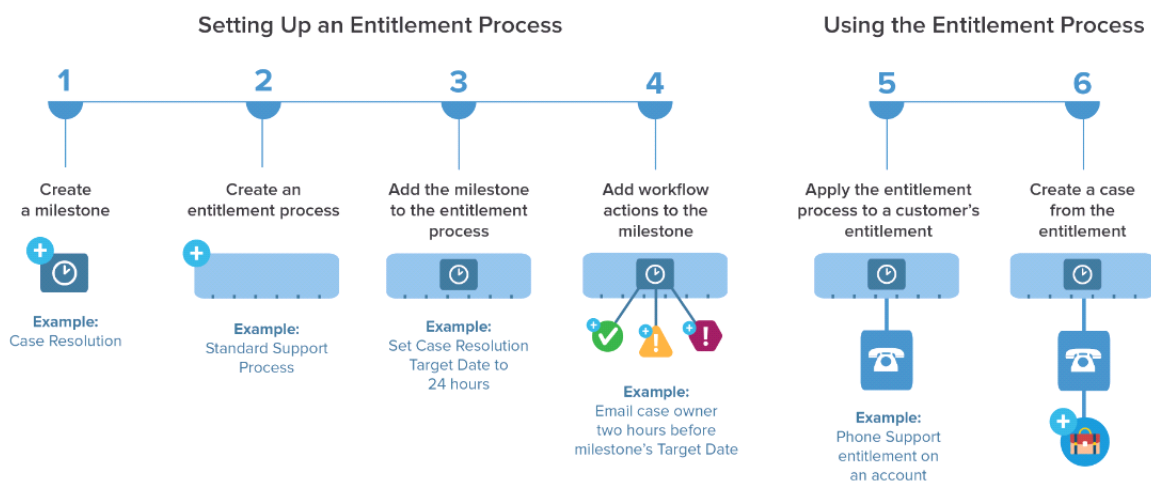 Setting Up an Entitlement Process
Using the Entitlement Process
1
2
3
4
5
6
Create
a milestone
Create an
entitlement process
Add the milestone
to the entitlement
process
Add workflow
actions to the
milestone
Apply the entitlement
process to a customer's
entitlement
Create a case
from the
entitlement
Example:
Case Resolution
Example:
Standard Support
Process
Example:
Set Case Resolution
Target Date to
24 hours
Example:
Email case owner
two hours before
milestone's Target Date
Example:
Phone Support
entitlement on
an account